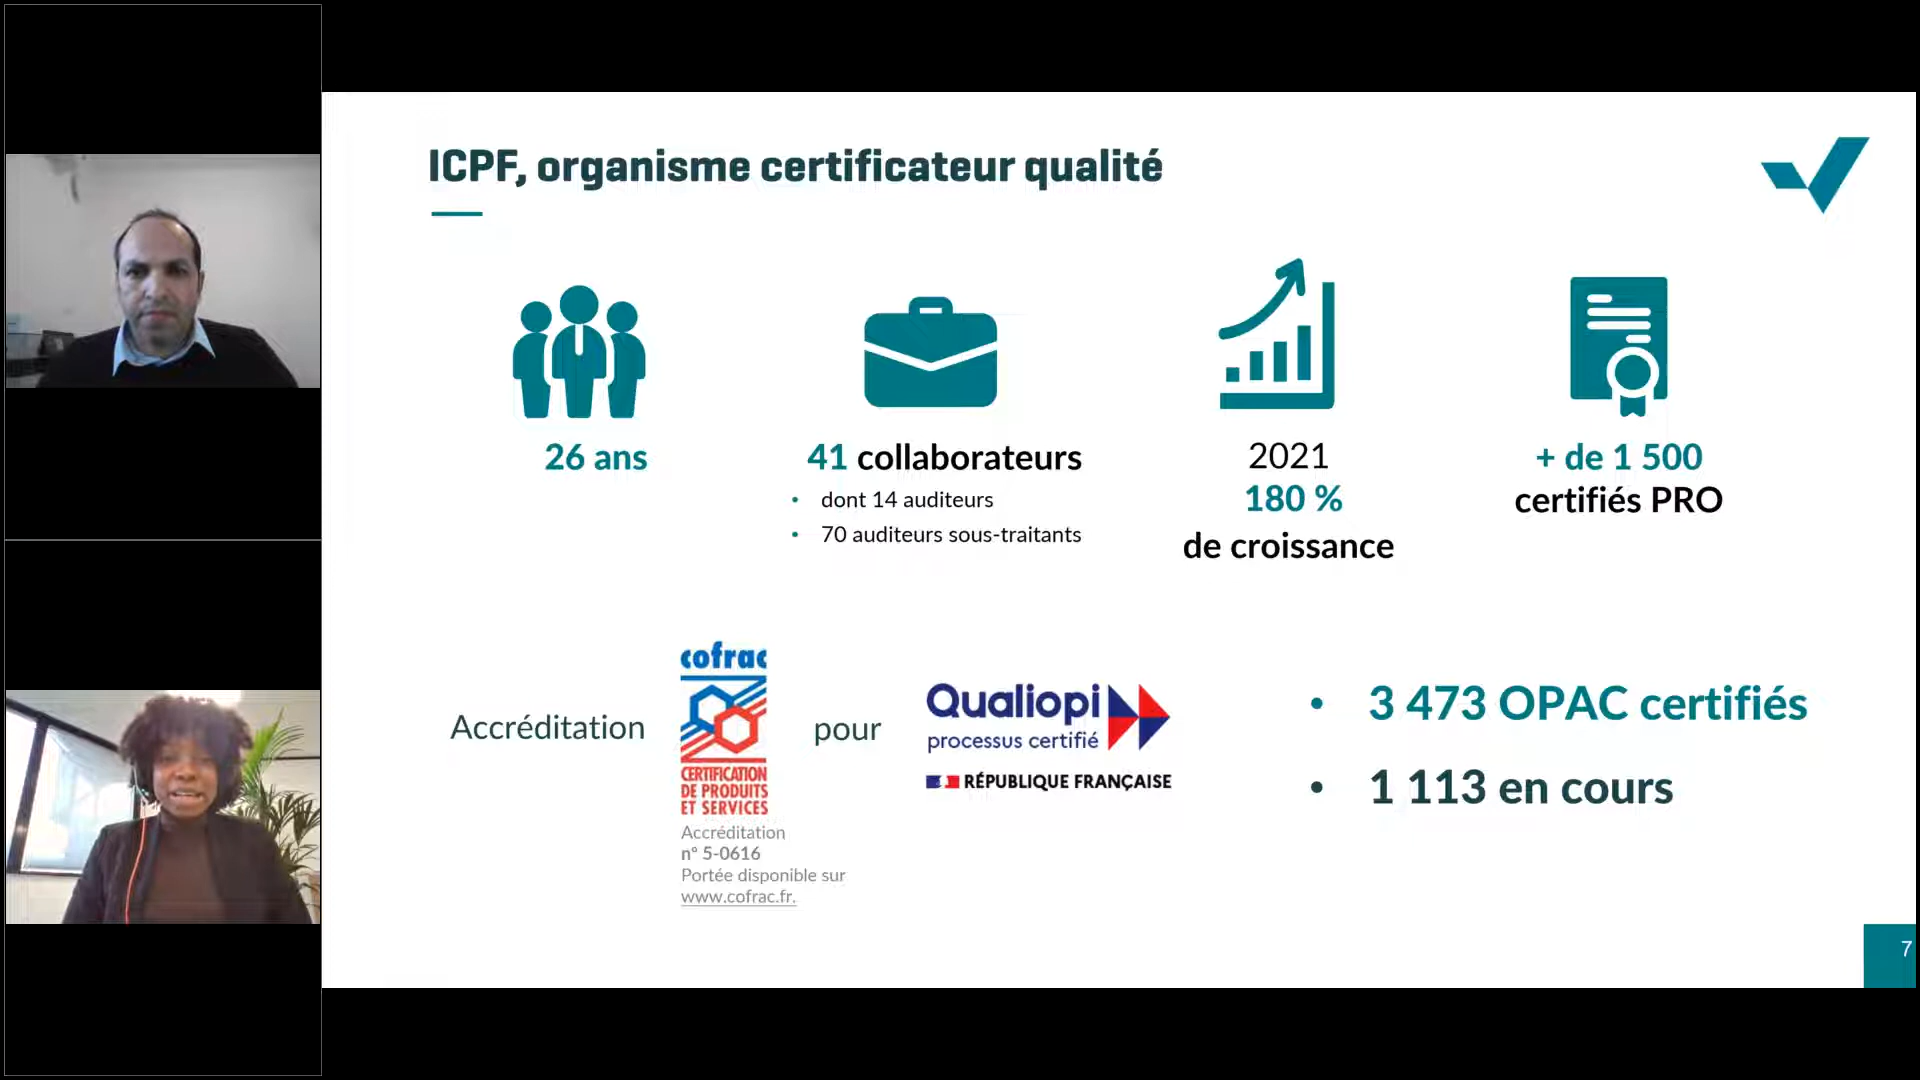 ICPF, organisme certificateur qualité
26 ans
41 collaborateurs
• dont 14 auditeurs
• 70 auditeurs sous-traitants
2021
180 %
de croissance
+ de 1 500
certifiés PRO
Accréditation
cofrac
CERTIFICATION
DE PRODUITS
ET SERVICES
Accréditation
n° 5-0616
Portée disponible sur
www.cofrac.fr.
pour
Qualiopi
processus certifié
RÉPUBLIQUE FRANÇAISE
• 3 473 OPAC certifiés
• 1 113 en cours
7